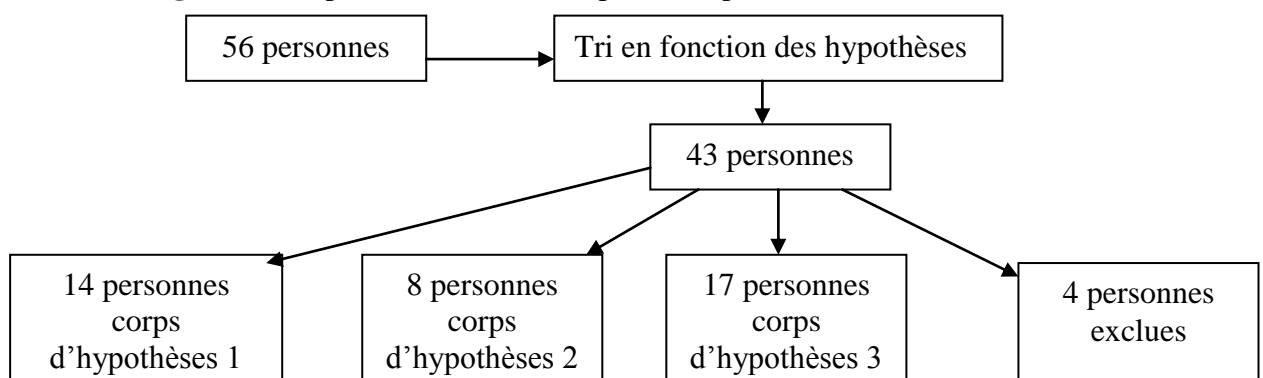 56 personnes
Tri en fonction des hypothèses
43 personnes
14 personnes
corps
d’hypothèses 1
8 personnes
corps
d’hypothèses 2
17 personnes
corps
d’hypothèses 3
4 personnes
exclues